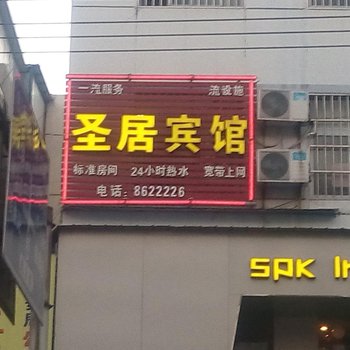 一流服务 流设施
圣居宾馆
标准房间 24小时热水 宽带上网
电话:8622226
SPK I